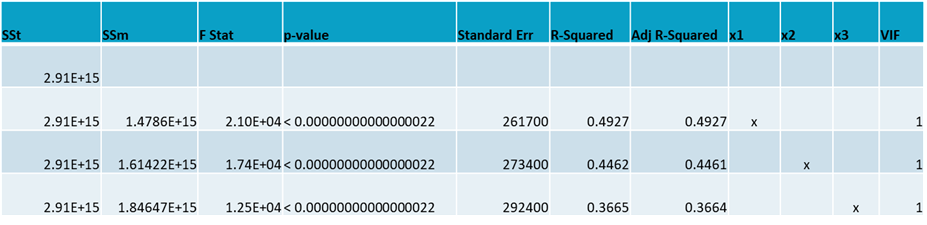 SSt SSm F Stat p-value Standard Err R-Squared Adj R-Squared x1 x2 x3 VIF
2.91E+15
2.91E+15 1.4786E+15 2.10E+04 < 0.00000000000000022 261700 0.4927 0.4927 x 1
2.91E+15 1.61422E+15 1.74E+04 < 0.00000000000000022 273400 0.4462 0.4461 x 1
2.91E+15 1.84647E+15 1.25E+04 < 0.00000000000000022 292400 0.3665 0.3664 x 1